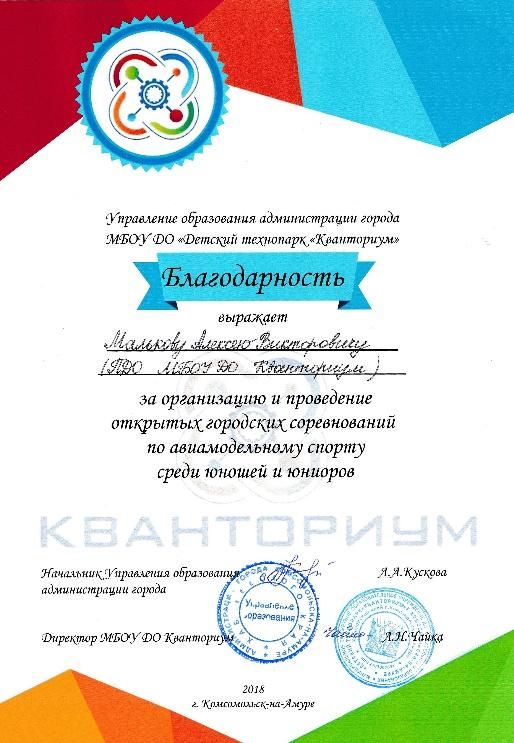 Управление образования администрации города
МБОУ ДО «Детский технопарк «Кванториум»
Благодарность
выражает
Малькову Алексею Викторовичу
(ПДО МБОУ ДО Кванториум)
за организацию и проведение
открытых городских соревнований
по авиамодельному спорту
среди юношей и юниоров
КВАНТОРИУМ
Начальник Управления образования А.А.Кускова
администрации города
Управление
образования
Директор МБОУ ДО Кванториум Л.Н.Чайка
2018
г. Комсомольск-на-Амуре